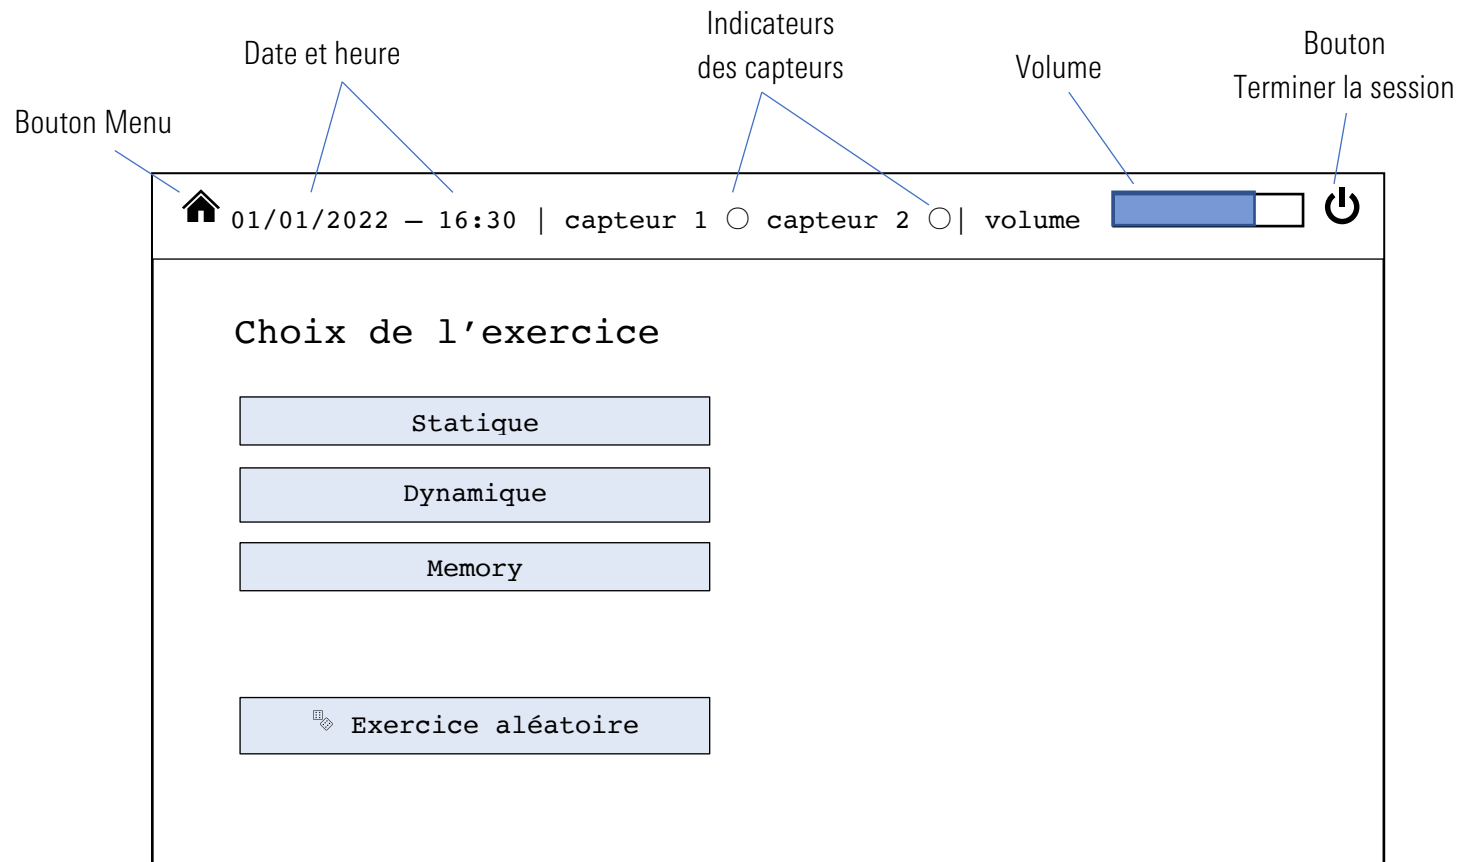 Indicateurs
des capteurs
Date et heure
Volume
Bouton
Terminer la session
Bouton Menu
01/01/2022 – 16:30 | capteur 1 ○ capteur 2 ○| volume
Choix de l’exercice
Statique
Dynamique
Memory
Exercice aléatoire